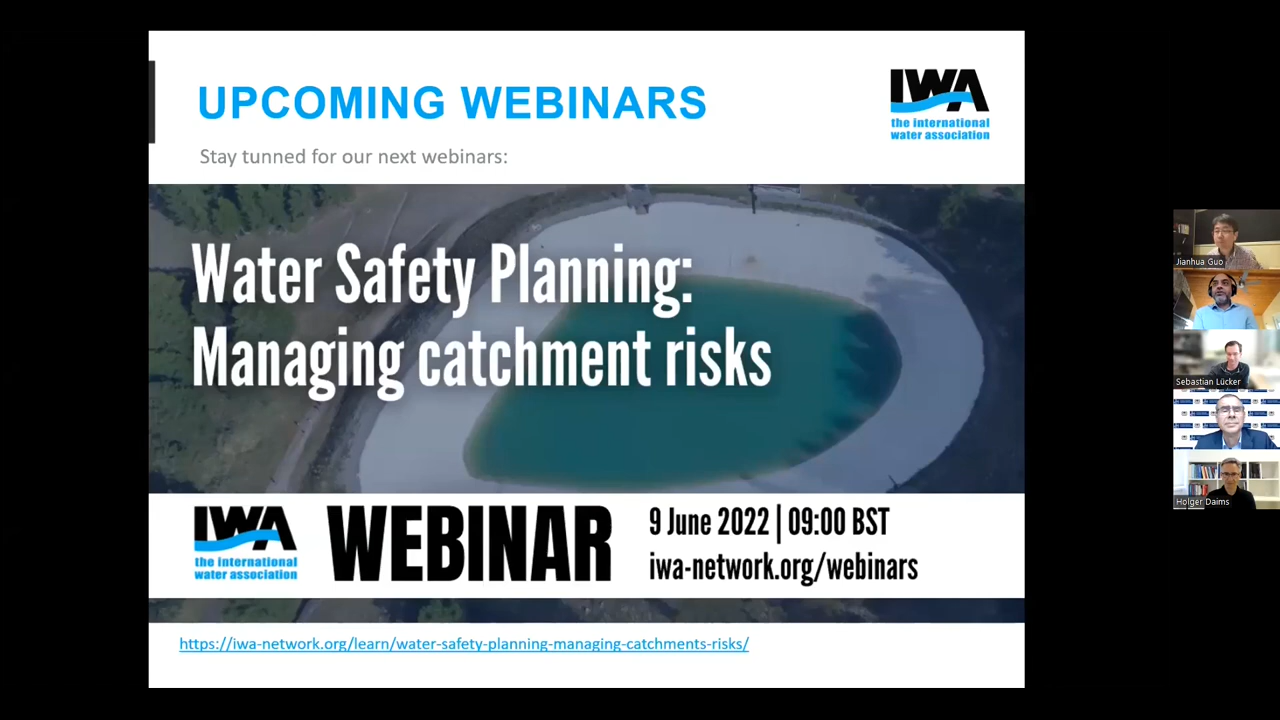 UPCOMING WEBINARS
IWA
the international
water association
Stay tunned for our next webinars:
Water Safety Planning:
Managing catchment risks
IWA
the international
water association
WEBINAR
9 June 2022 | 09:00 BST
iwa-network.org/webinars
https://iwa-network.org/learn/water-safety-planning-managing-catchments-risks/
Jianhua Guo
Sebastian Lücker
Holger Daims